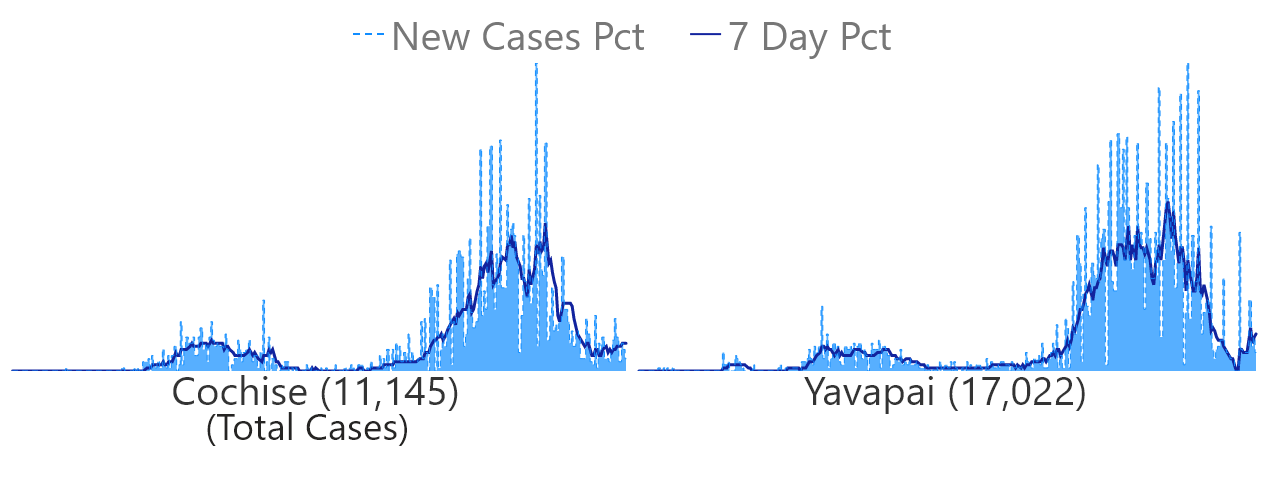 New Cases Pct 7 Day Pct
Cochise (11,145) Yavapai (17,022)
(Total Cases)